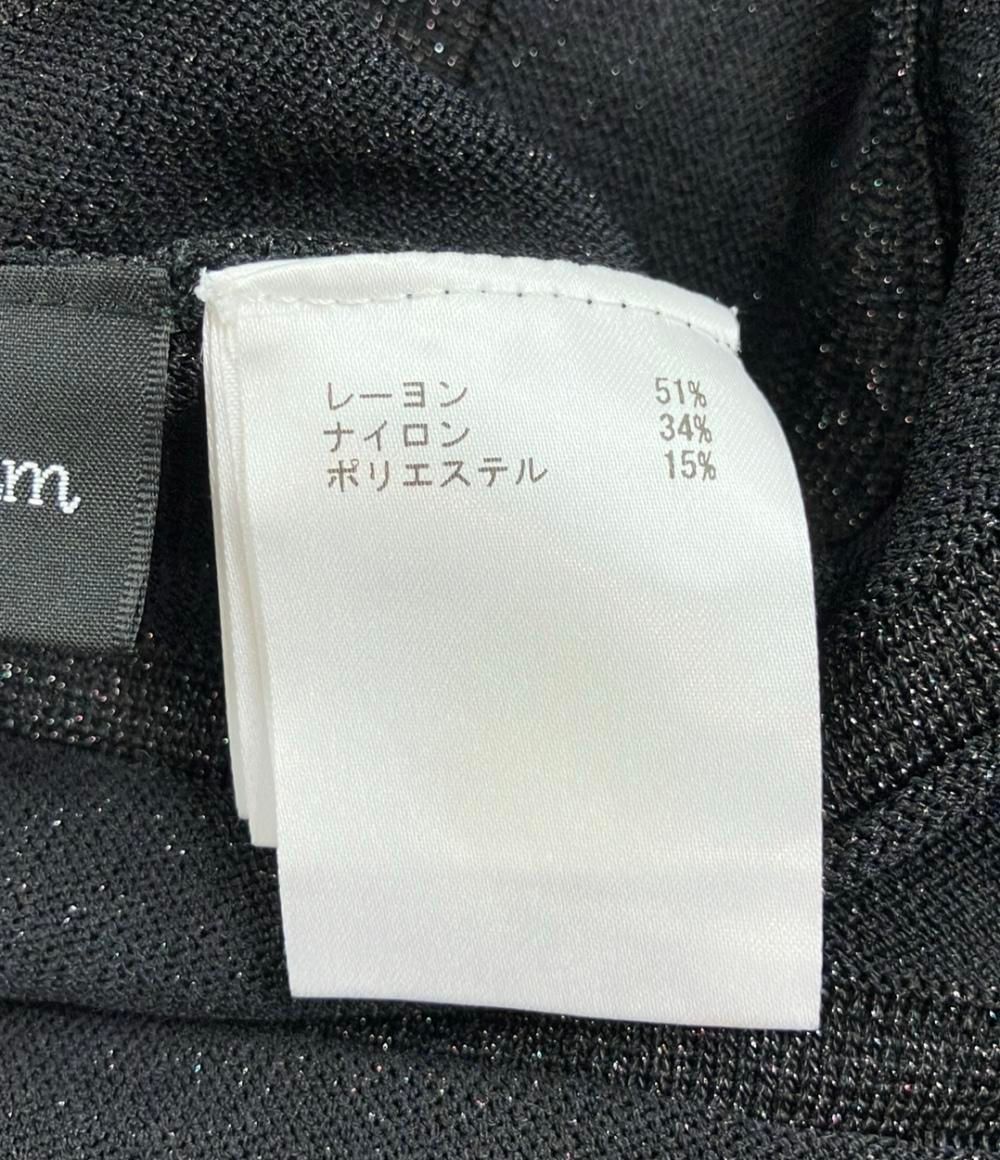 レーヨン 51%
ナイロン 34%
ポリエステル 15%